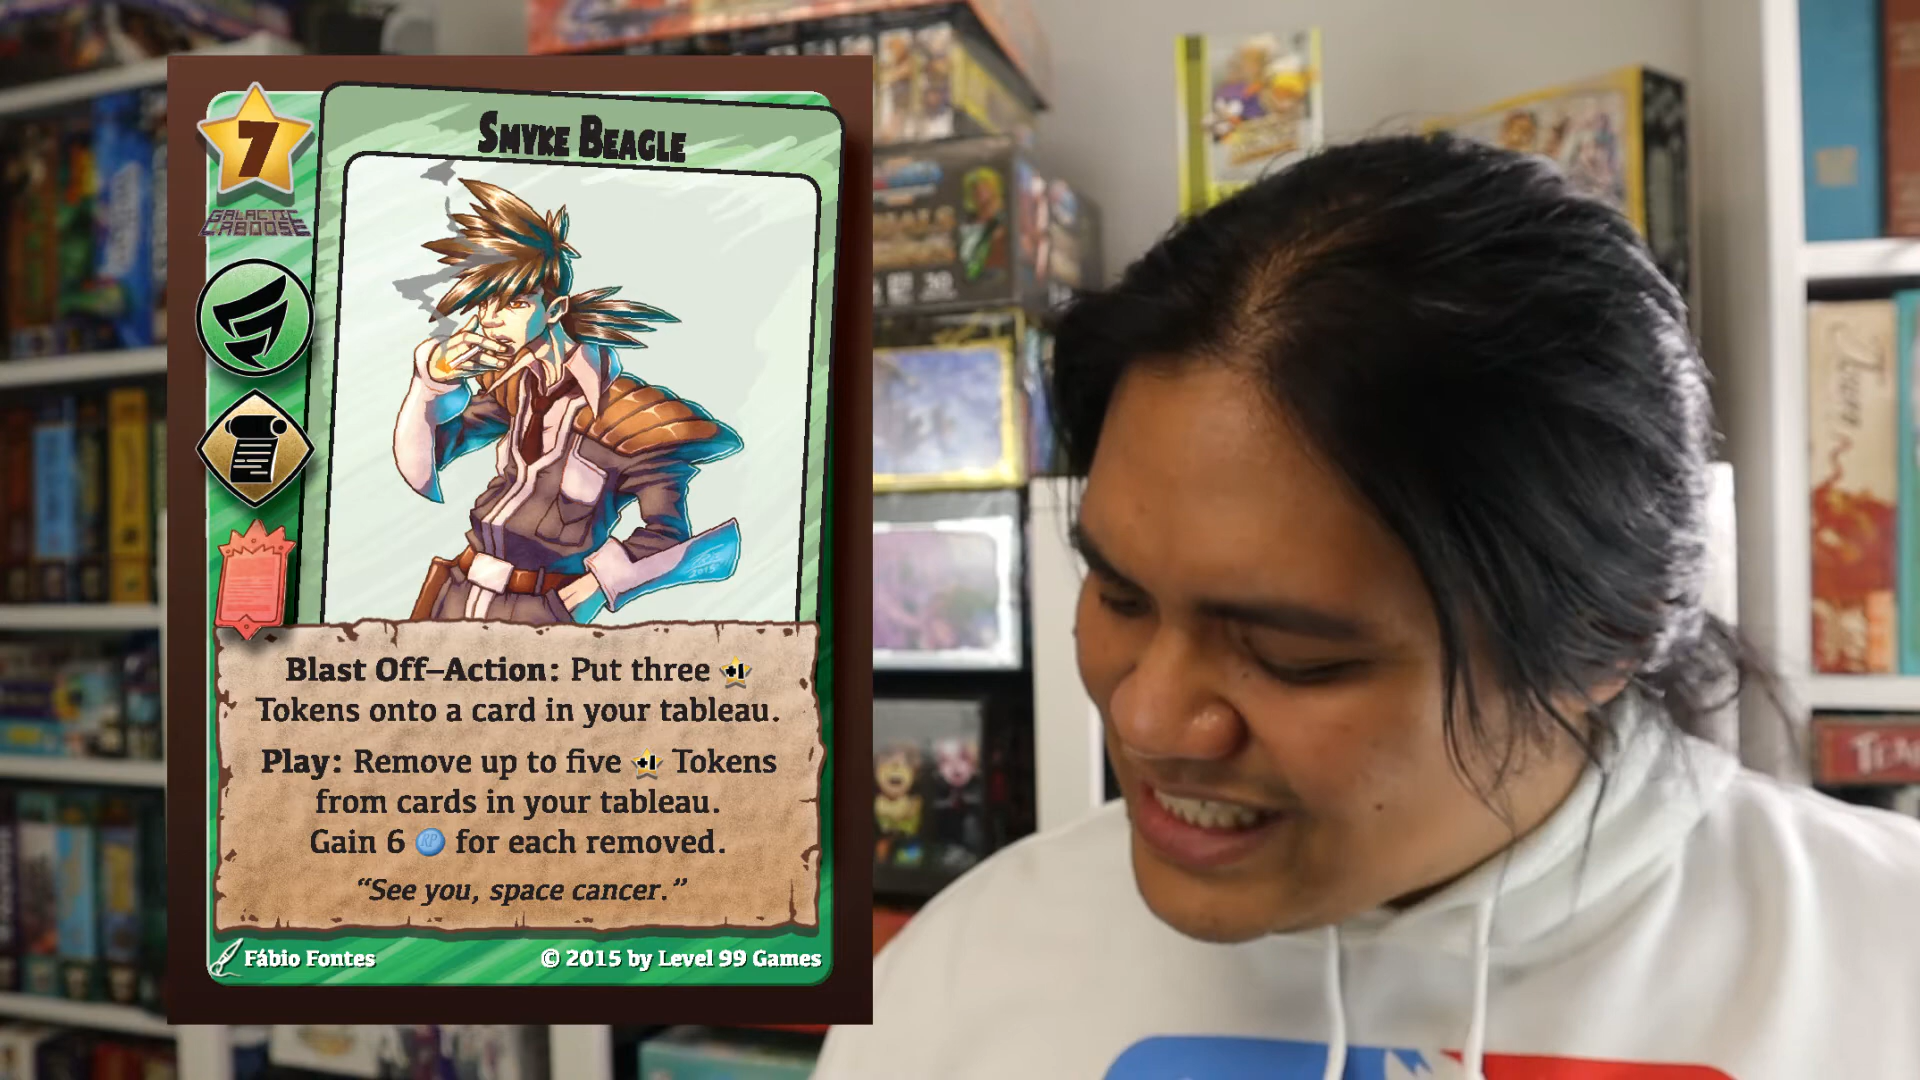 7
GALACTIC
CABOOSE
SMYKE BEAGLE
2015
Blast Off–Action: Put three +1
Tokens onto a card in your tableau.
Play: Remove up to five +1 Tokens
from cards in your tableau.
Gain 6 RP for each removed.
“See you, space cancer.”
Fábio Fontes
© 2015 by Level 99 Games
30